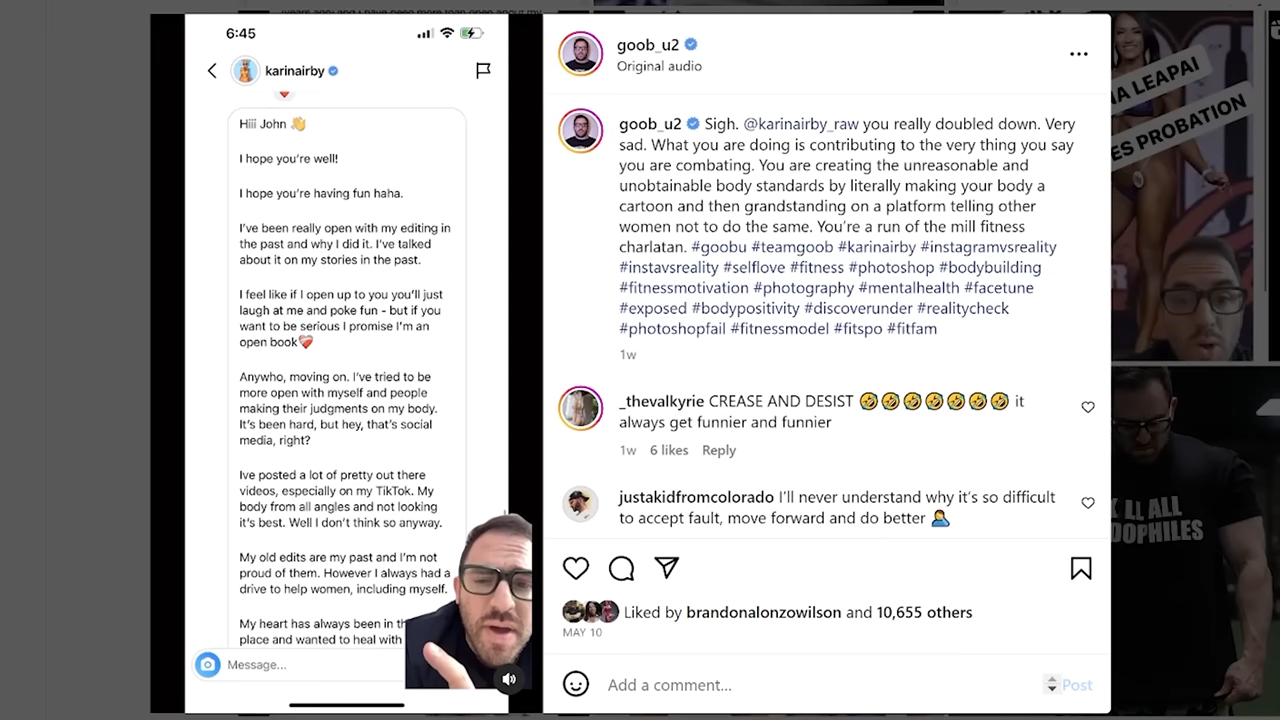 6:45
karinairby
Hiii John 👋
I hope you're well!
I hope you're having fun haha.
I've been really open with my editing in
the past and why I did it. I've talked
about it on my stories in the past.
I feel like if I open up to you you'll just
laugh at me and poke fun - but if you
want to be serious I promise I'm an
open book❤️‍🩹
Anywho, moving on. I've tried to be
more open with myself and people
making their judgments on my body.
It's been hard, but hey, that's social
media, right?
Ive posted a lot of pretty out there
videos, especially on my TikTok. My
body from all angles and not looking
it's best. Well I don't think so anyway.
My old edits are my past and I'm not
proud of them. However I always had a
drive to help women, including myself.
My heart has always been in
place and wanted to heal with
Message...
goob_u2
Original audio
goob_u2 Sigh. @karinairby_raw you really doubled down. Very
sad. What you are doing is contributing to the very thing you say
you are combating. You are creating the unreasonable and
unobtainable body standards by literally making your body a
cartoon and then grandstanding on a platform telling other
women not to do the same. You're a run of the mill fitness
charlatan. #goobu #teamgoob #karinairby #instagramvsreality
#instavsreality #selflove #fitness #photoshop #bodybuilding
#fitnessmotivation #photography #mentalhealth #facetune
#exposed #bodypositivity #discoverunder #realitycheck
#photoshopfail #fitnessmodel #fitspo #fitfam
1w
_thevalkyrie CREASE AND DESIST 🤣🤣🤣🤣🤣🤣🤣 it
always get funnier and funnier
1w 6 likes Reply
justakidfromcolorado I'll never understand why it's so difficult
to accept fault, move forward and do better 🤦‍♂️
Liked by brandonalonzowilson and 10,655 others
MAY 10
Add a comment...
Post
LEAPAI
PROBATION
ALL